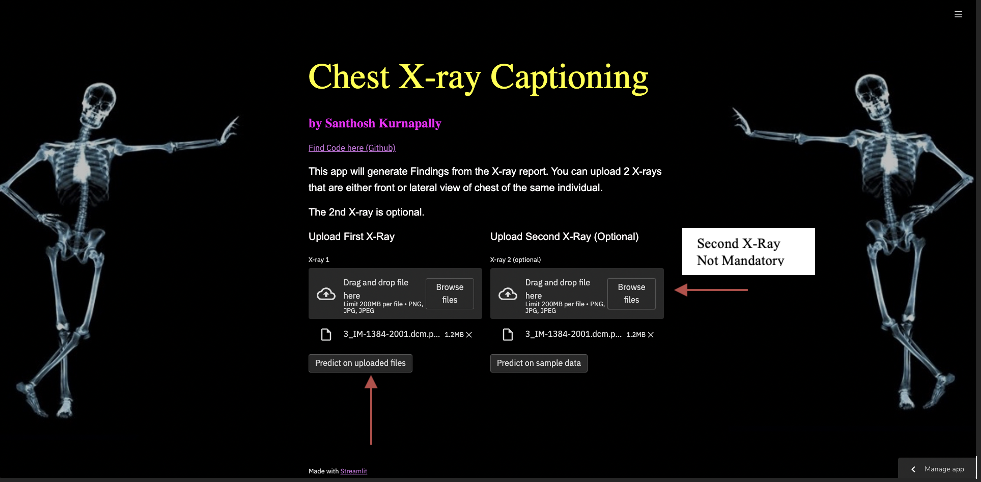 Chest X-ray Captioning
by Santhosh Kurnapally
Find Code here (Github)
This app will generate Findings from the X-ray report. You can upload 2 X-rays
that are either front or lateral view of chest of the same individual.
The 2nd X-ray is optional.
Upload First X-Ray
Upload Second X-Ray (Optional)
Second X-Ray
Not Mandatory
X-ray 1
X-ray 2 (optional)
Drag and drop file
here
Limit 200MB per file • PNG,
JPG, JPEG
Browse
files
Drag and drop file
here
Limit 200MB per file • PNG,
JPG, JPEG
Browse
files
3_IM-1384-2001.dcm.p... 1.2MB
3_IM-1384-2001.dcm.p... 1.2MB
Predict on uploaded files
Predict on sample data
Made with Streamlit
Manage app